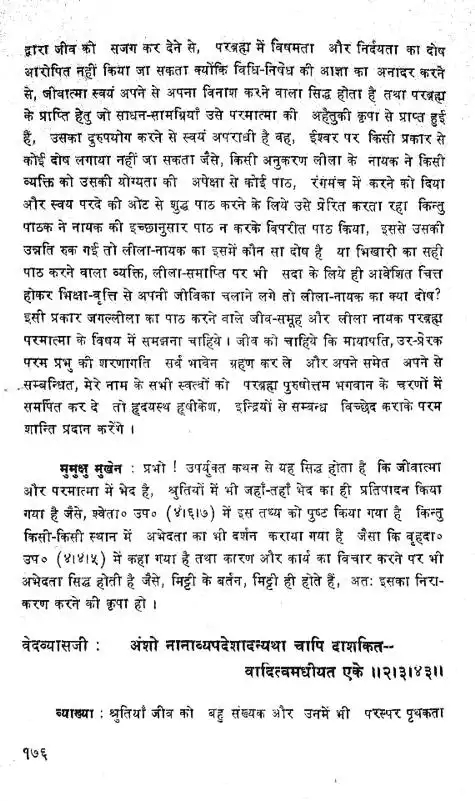 द्वारा जीव को सजग कर देने से, परब्रह्म में विषमता और निर्दयता का दोष
आरोपित नहीं किया जा सकता क्योंकि विधि-निषेध की आज्ञा का अनादर करने
से, जीवात्मा स्वयं अपने से अपना विनाश करने वाला सिद्ध होता है तथा परब्रह्म
के प्राप्ति हेतु जो साधन-सामग्रियाँ उसे परमात्मा की अहैतुकी कृपा से प्राप्त हुई
हैं, उसका दुरुपयोग करने से स्वयं अपराधी है वह, ईश्वर पर किसी प्रकार से
कोई दोष लगाया नहीं जा सकता जैसे, किसी अनुकरण लीला के नायक ने किसी
व्यक्ति को उसकी योग्यता की अपेक्षा से कोई पाठ, रंगमंच में करने को दिया
और स्वय परदे की ओट से शुद्ध पाठ करने के लिये उसे प्रेरित करता रहा किन्तु
पाठक ने नायक की इच्छानुसार पाठ न करके विपरीत पाठ किया, इससे उसकी
उन्नति रुक गई तो लीला-नायक का इसमें कौन सा दोष है या भिखारी का सही
पाठ करने वाला व्यक्ति, लीला-समाप्ति पर भी सदा के लिये ही आवेशित चित्त
होकर भिक्षा-वृत्ति से अपनी जीविका चलाने लगे तो लीला-नायक का क्या दोष?
इसी प्रकार जगल्लीला का पाठ करने वाले जीव-समूह और लीला नायक परब्रह्म
परमात्मा के विषय में समझना चाहिये। जीव को चाहिये कि मायापति, उर-प्रेरक
परम प्रभु की शरणागति सर्व भावेन ग्रहण कर ले और अपने समेत अपने से
सम्बन्धित, मेरे नाम के सभी स्वत्वों को परब्रह्म पुरुषोत्तम भगवान के चरणों में
समर्पित कर दे तो हृदयस्थ हृषीकेश, इन्द्रियों से सम्बन्ध विच्छेद कराके परम
शान्ति प्रदान करेंगे ।
मुमुक्षु मुखेन : प्रभो ! उपर्युक्त कथन से यह सिद्ध होता है कि जीवात्मा
और परमात्मा में भेद है, श्रुतियों में भी जहाँ-तहाँ भेद का ही प्रतिपादन किया
गया है जैसे, श्वेता० उप० (४।६।७) में इस तथ्य को पुष्ट किया गया है किन्तु
किसी-किसी स्थान में अभेदता का भी दर्शन कराया गया है जैसा कि वृहदा०
उप० (४।४।५) में कहा गया है तथा कारण और कार्य का विचार करने पर भी
अभेदता सिद्ध होती है जैसे, मिट्टी के बर्तन, मिट्टी ही होते हैं, अतः इसका निरा-
करण करने की कृपा हो ।
वेदव्यासजी : अंशो नानाव्यपदेशादन्यथा चापि दाशकित--
वादित्वमधीयत एके ॥२।३।४३॥
व्याख्या : श्रुतियाँ जीव को बहु संख्यक और उनमें भी परस्पर पृथकता
१७६